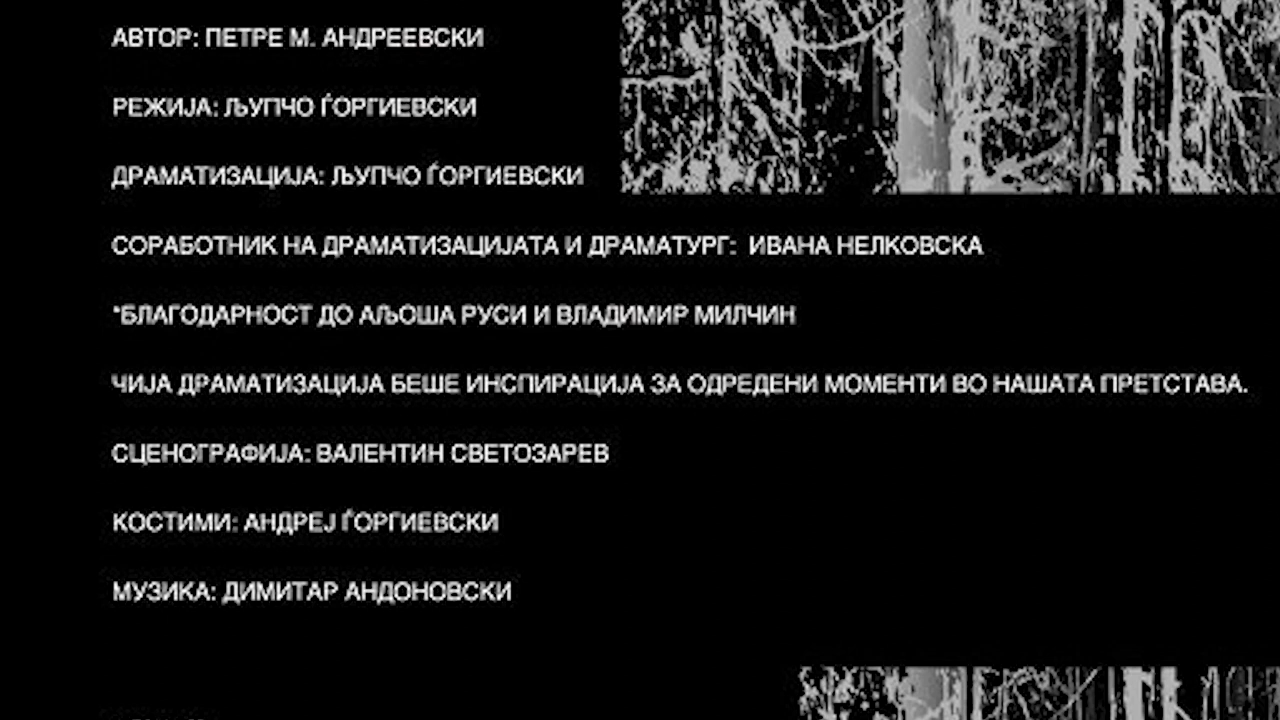 АВТОР: ПЕТРЕ М. АНДРЕЕВСКИ
РЕЖИЈА: ЉУПЧО ЃОРГИЕВСКИ
ДРАМАТИЗАЦИЈА: ЉУПЧО ЃОРГИЕВСКИ
СОРАБОТНИК НА ДРАМАТИЗАЦИЈАТА И ДРАМАТУРГ: ИВАНА НЕЛКОВСКА
*БЛАГОДАРНОСТ ДО АЉОША РУСИ И ВЛАДИМИР МИЛЧИН
ЧИЈА ДРАМАТИЗАЦИЈА БЕШЕ ИНСПИРАЦИЈА ЗА ОДРЕДЕНИ МОМЕНТИ ВО НАШАТА ПРЕТСТАВА.
СЦЕНОГРАФИЈА: ВАЛЕНТИН СВЕТОЗАРЕВ
КОСТИМИ: АНДРЕЈ ЃОРГИЕВСКИ
МУЗИКА: ДИМИТАР АНДОНОВСКИ